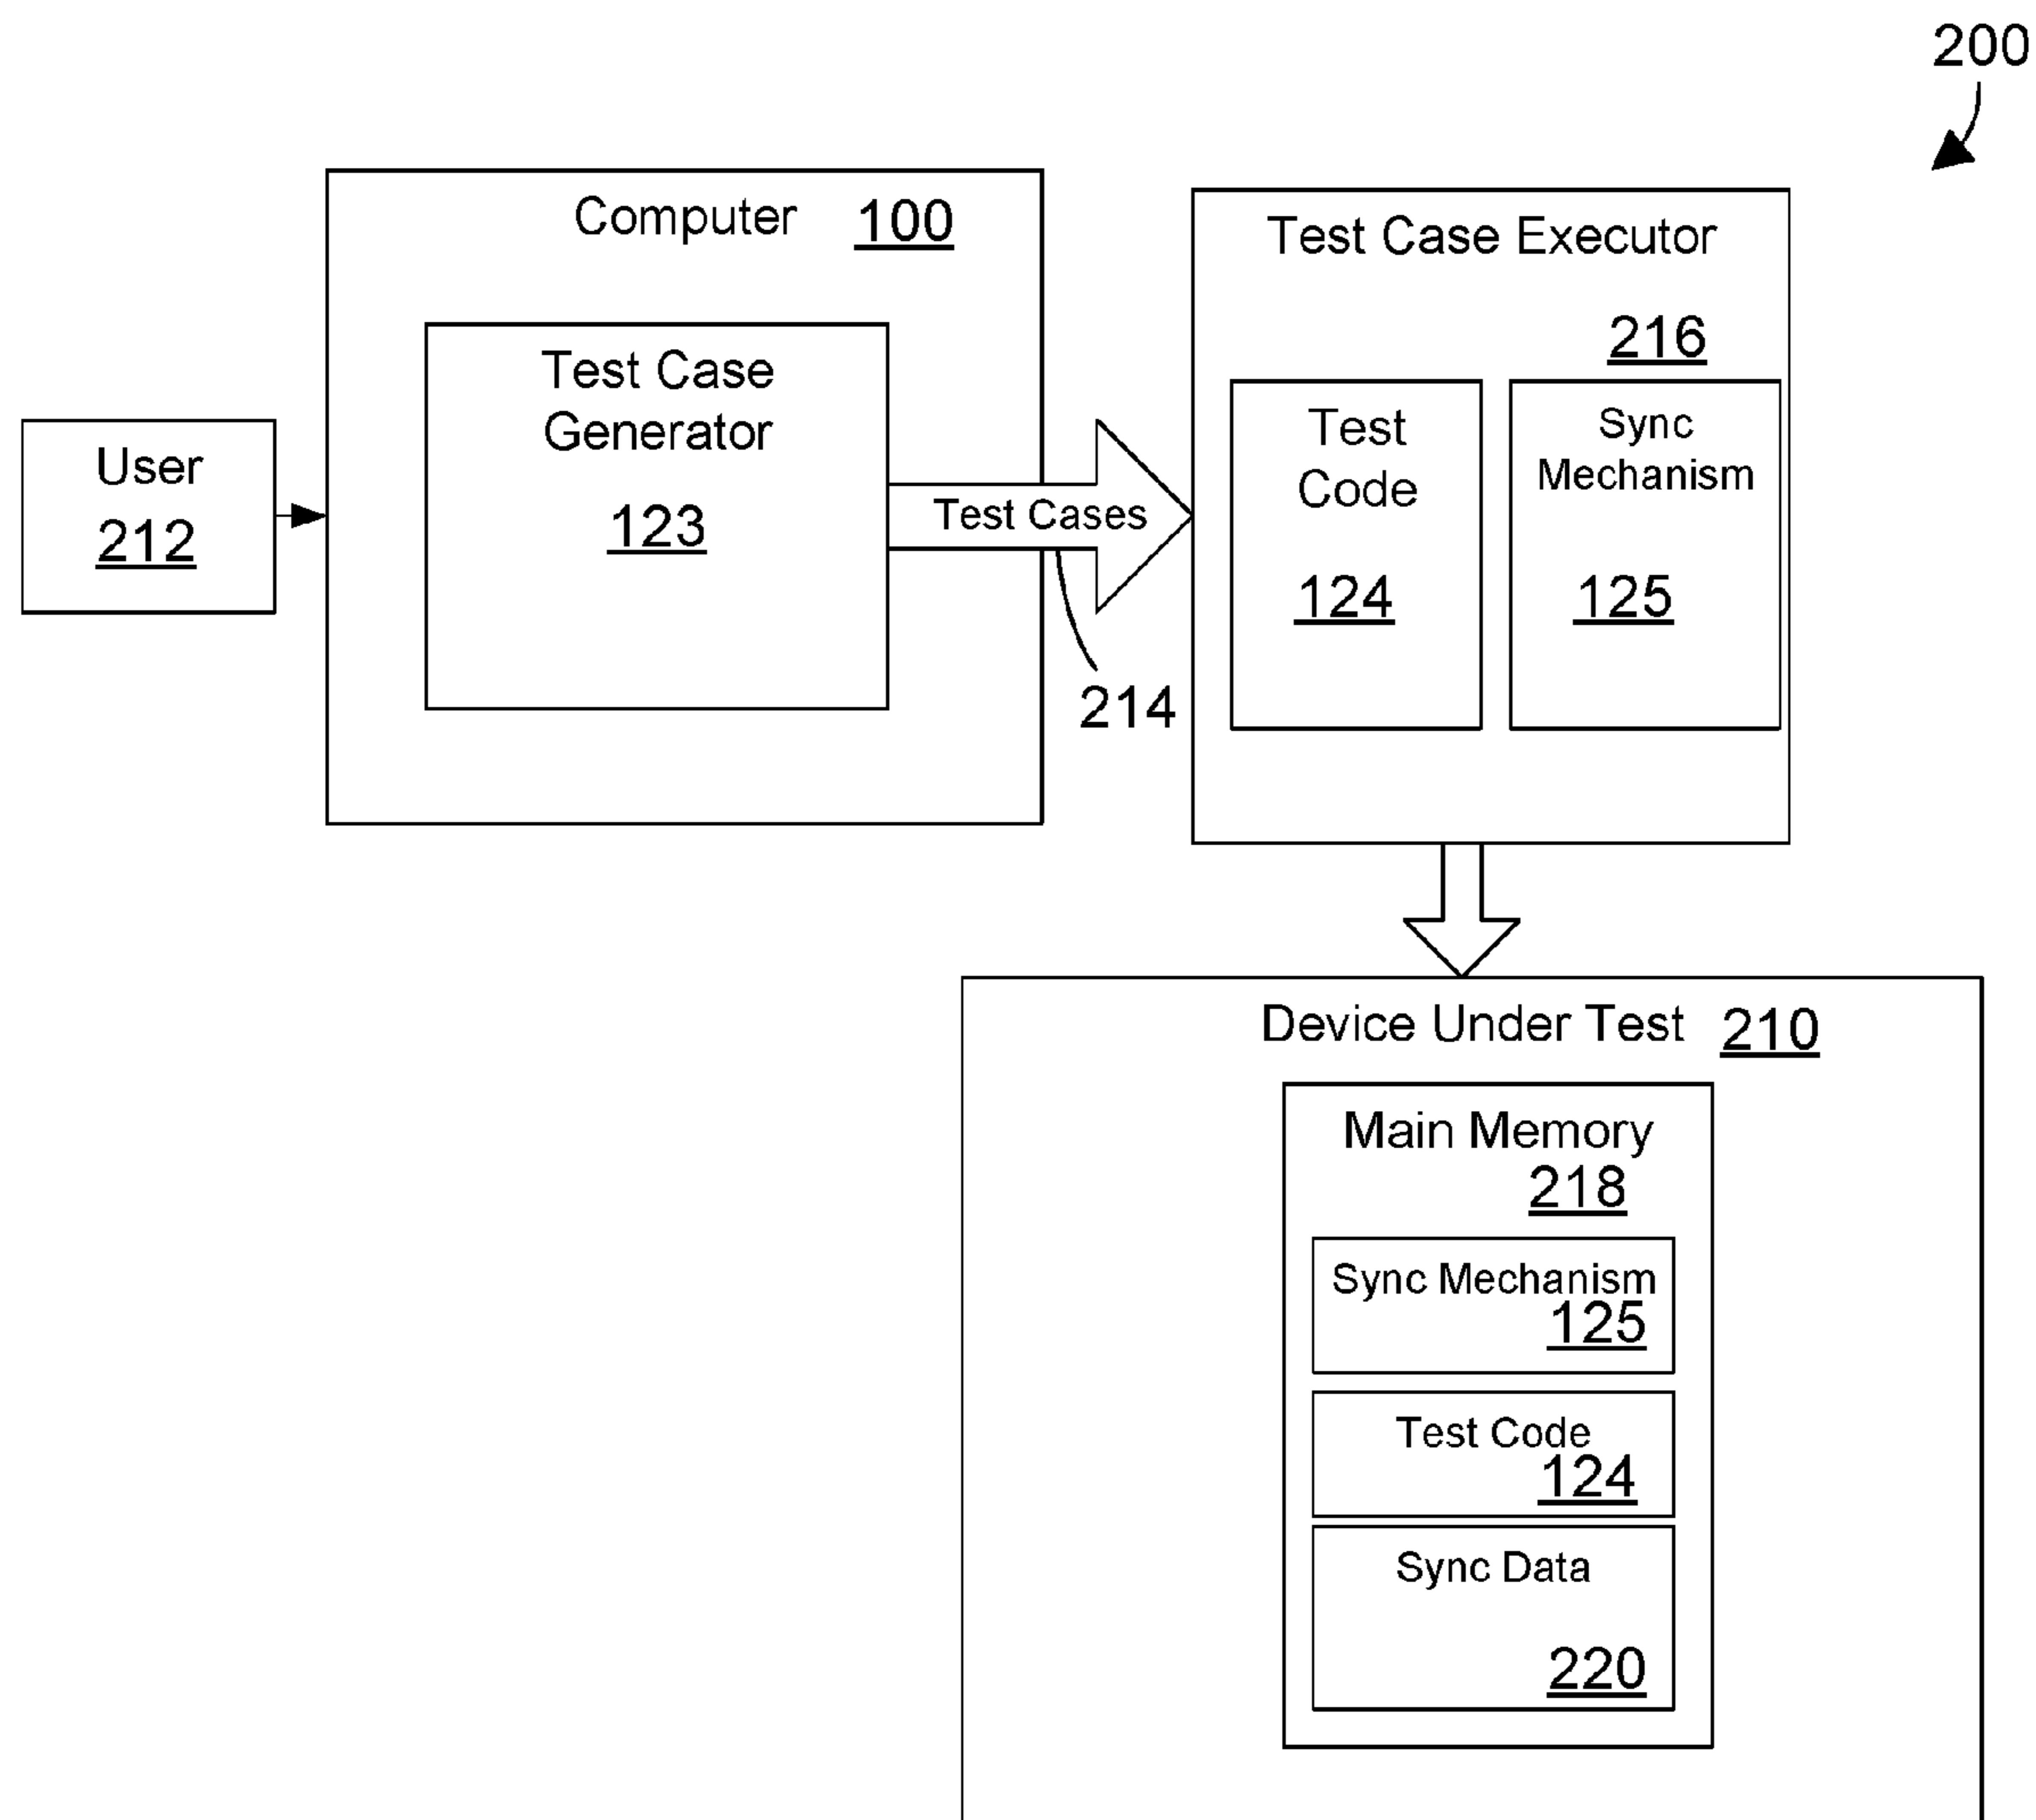 200
Computer 100
Test Case Executor
216
Test Case
Generator
123
User
212
Test Cases
214
Test
Code
124
Sync
Mechanism
125
Device Under Test 210
Main Memory
218
Sync Mechanism
125
Test Code
124
Sync Data
220